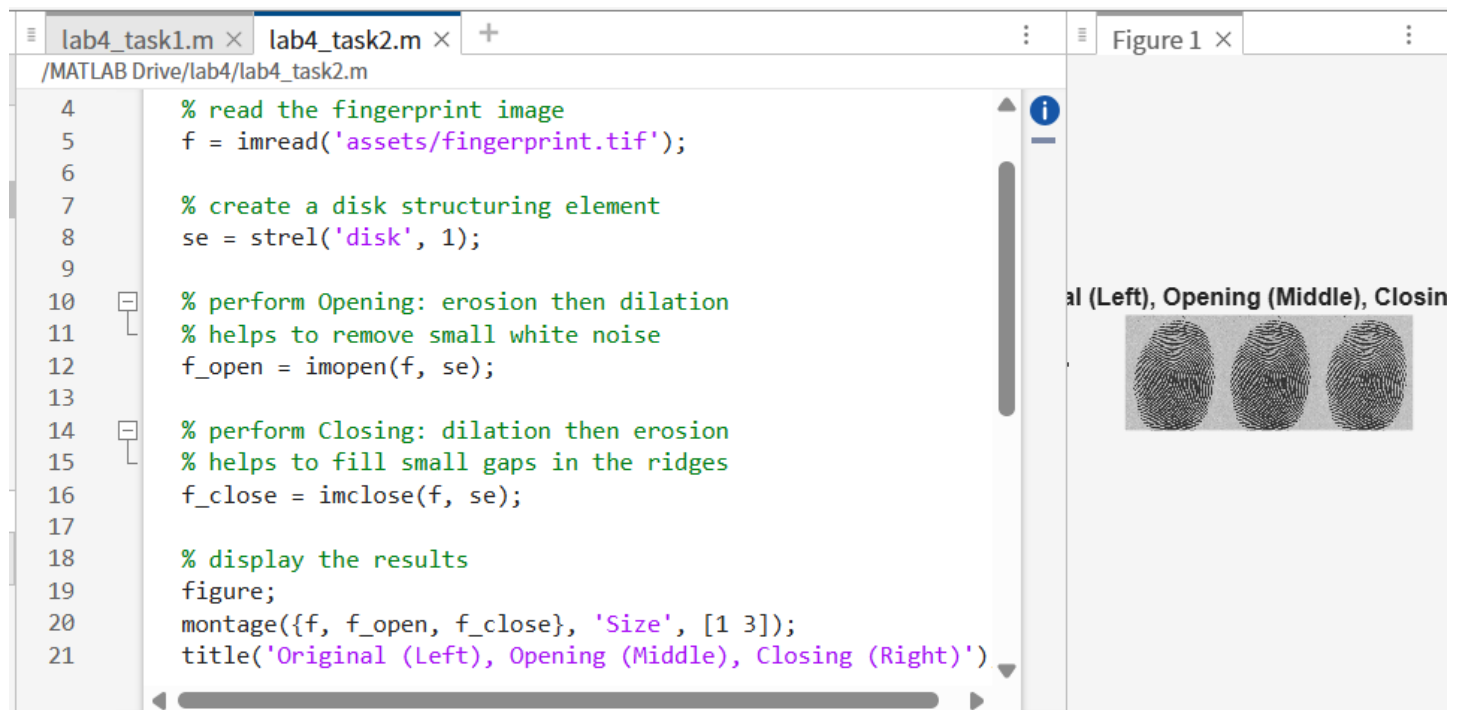 lab4_task1.m × lab4_task2.m × +
/MATLAB Drive/lab4/lab4_task2.m
4 % read the fingerprint image
5 f = imread('assets/fingerprint.tif');
6
7 % create a disk structuring element
8 se = strel('disk', 1);
9
10 % perform Opening: erosion then dilation
11 % helps to remove small white noise
12 f_open = imopen(f, se);
13
14 % perform Closing: dilation then erosion
15 % helps to fill small gaps in the ridges
16 f_close = imclose(f, se);
17
18 % display the results
19 figure;
20 montage({f, f_open, f_close}, 'Size', [1 3]);
21 title('Original (Left), Opening (Middle), Closing (Right)')
Figure 1 ×
al (Left), Opening (Middle), Closin